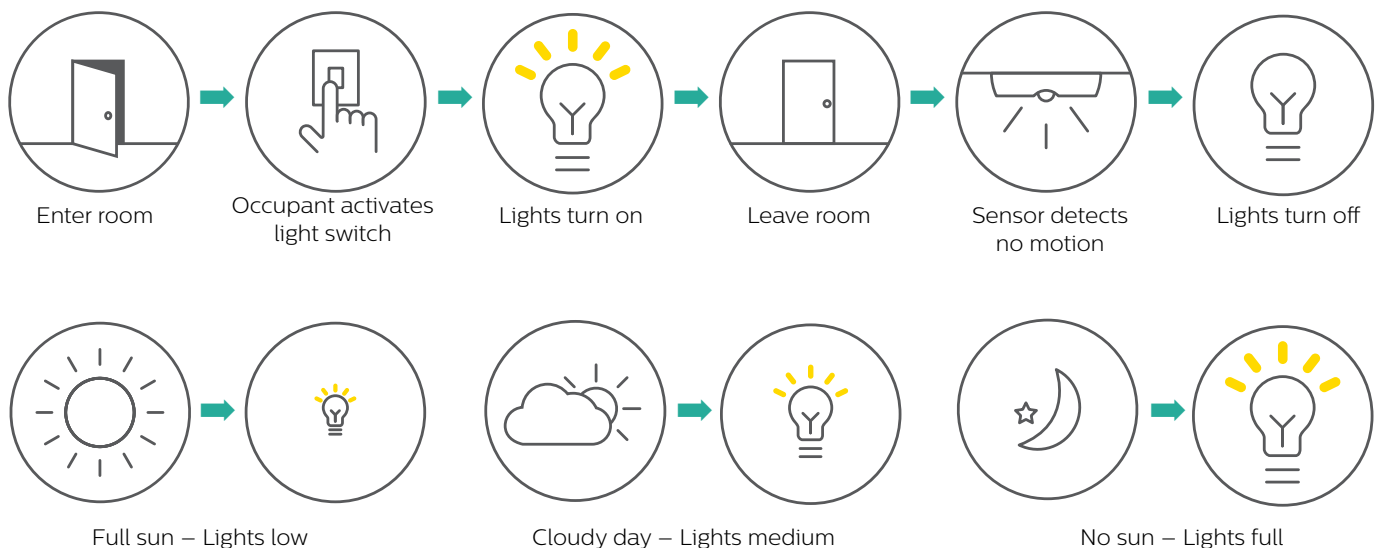 Enter room
Occupant activates
light switch
Lights turn on
Leave room
Sensor detects
no motion
Lights turn off
Full sun – Lights low
Cloudy day – Lights medium
No sun – Lights full